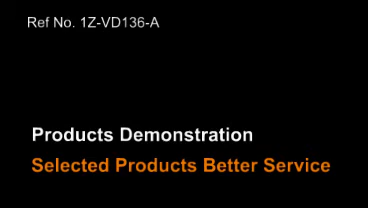 Ref No. 1Z-VD136-A
Products Demonstration
Selected Products Better Service